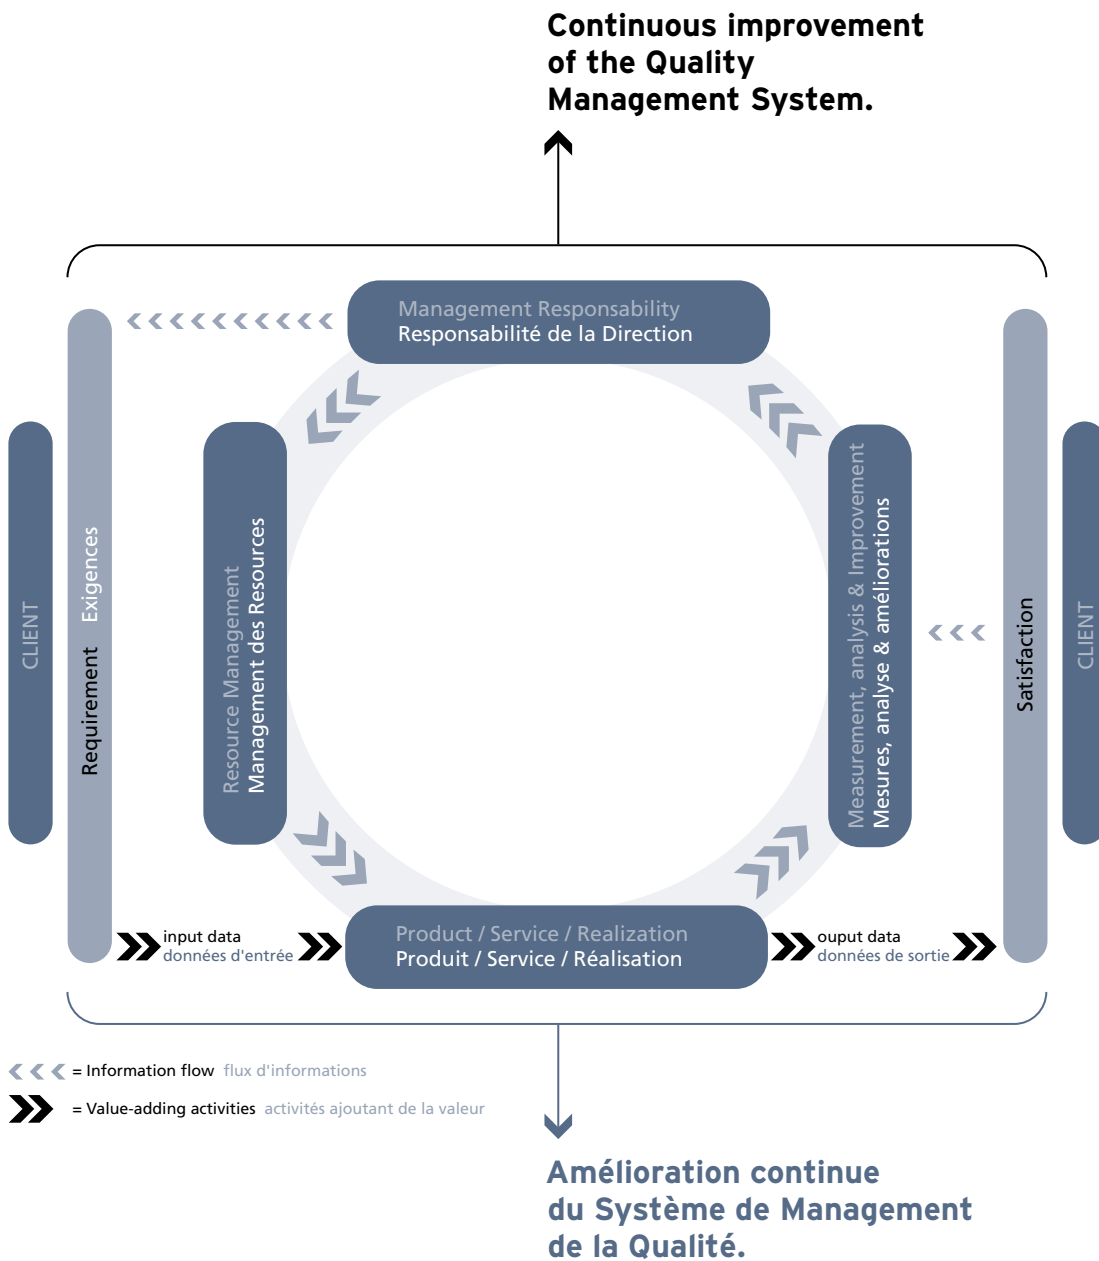 Continuous improvement
of the Quality
Management System.
Management Responsability
Responsabilité de la Direction
CLIENT
Requirement Exigences
Resource Management
Management des Resources
Measurement, analysis & Improvement
Mesures, analyse & améliorations
Satisfaction
CLIENT
input data
données d'entrée
Product / Service / Realization
Produit / Service / Réalisation
ouput data
données de sortie
= Information flow flux d'informations
= Value-adding activities activités ajoutant de la valeur
Amélioration continue
du Système de Management
de la Qualité.